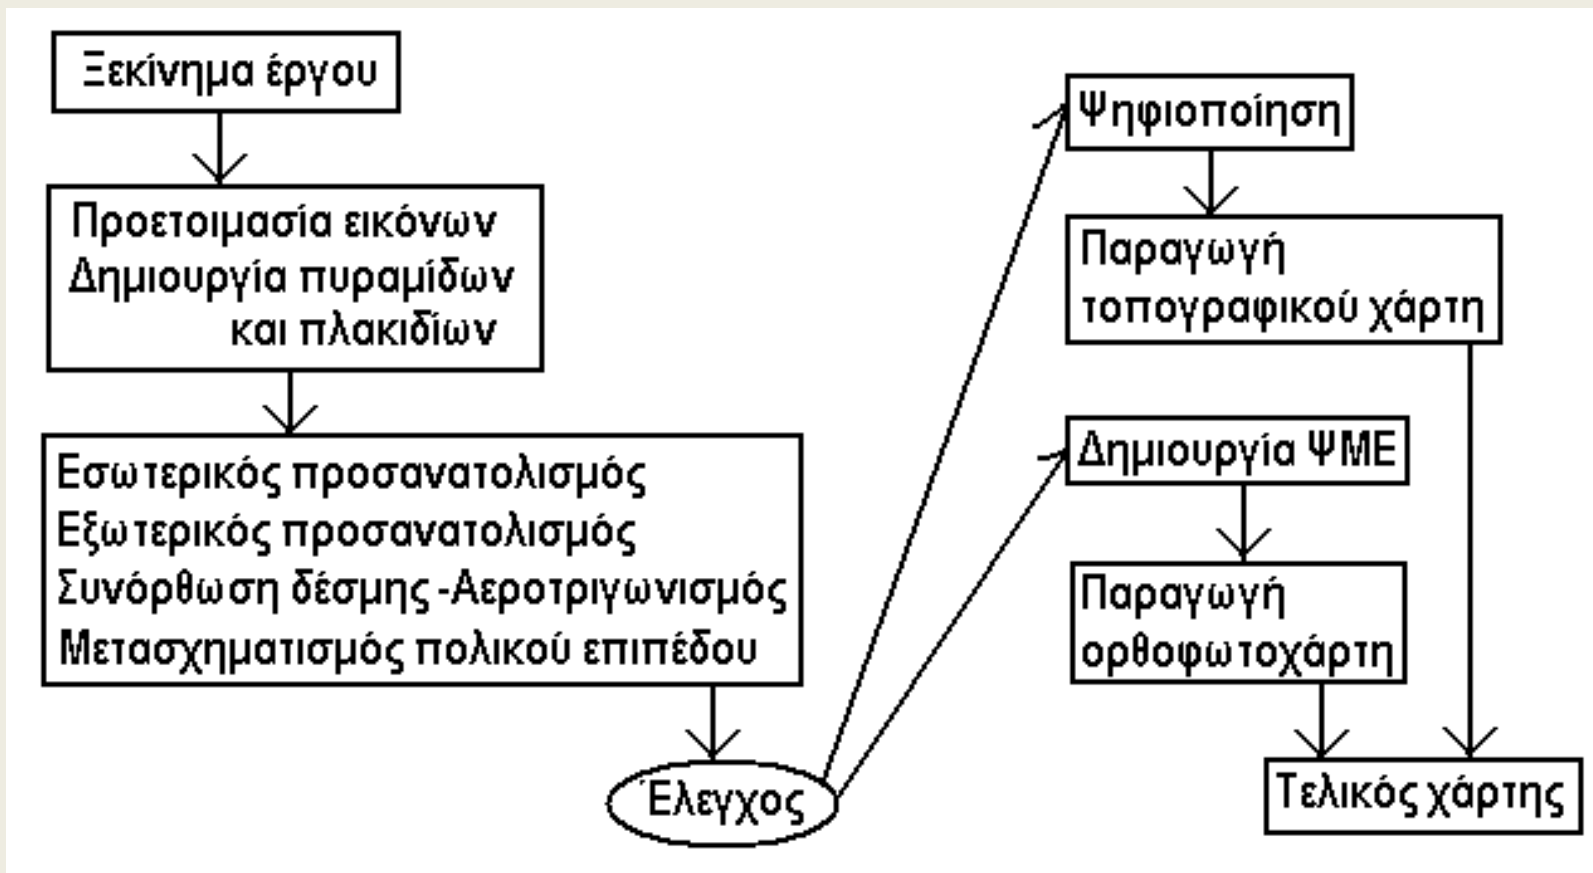 Ξεκίνημα έργου
Προετοιμασία εικόνων
Δημιουργία πυραμίδων
και πλακιδίων
Εσωτερικός προσανατολισμός
Εξωτερικός προσανατολισμός
Συνόρθωση δέσμης -Αεροτριγωνισμός
Μετασχηματισμός πολικού επιπέδου
Έλεγχος
Ψηφιοποίηση
Παραγωγή
τοπογραφικού χάρτη
Δημιουργία ΨΜΕ
Παραγωγή
ορθοφωτοχάρτη
Τελικός χάρτης